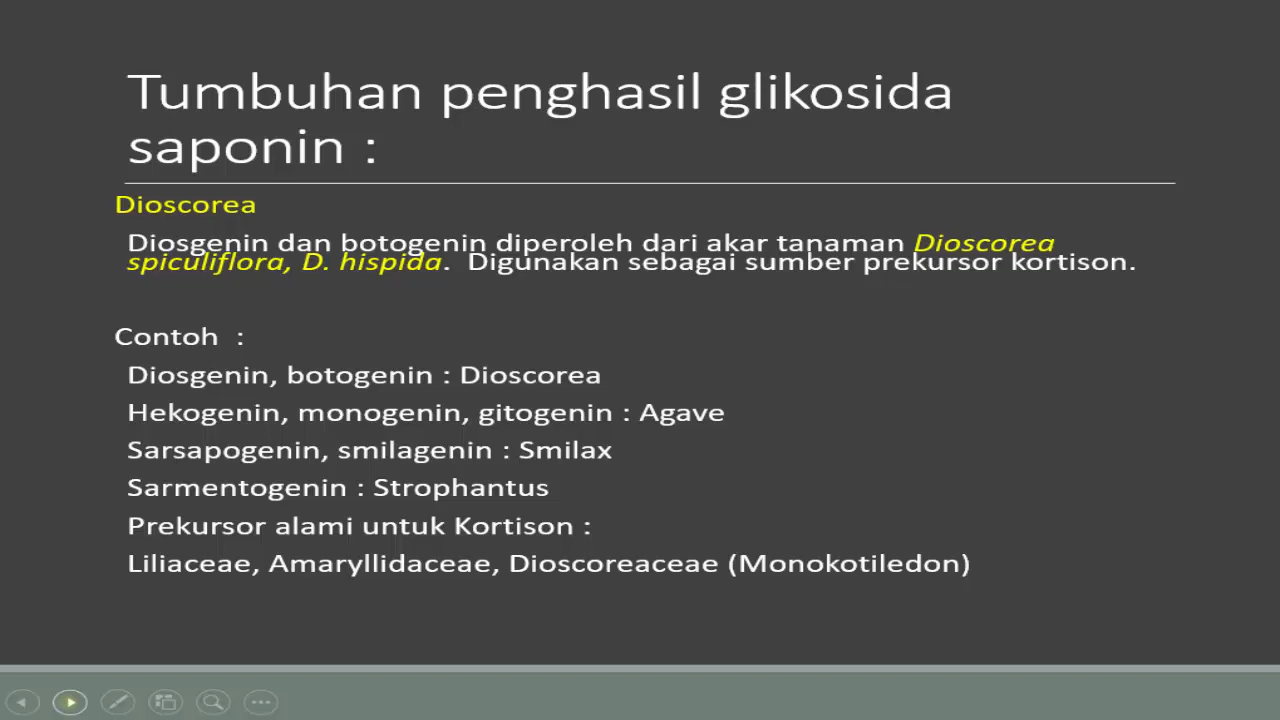 Tumbuhan penghasil glikosida
saponin :
Dioscorea
Diosgenin dan botogenin diperoleh dari akar tanaman Dioscorea
spiculiflora, D. hispida.  Digunakan sebagai sumber prekursor kortison.
Contoh  :
Diosgenin, botogenin : Dioscorea
Hekogenin, monogenin, gitogenin : Agave
Sarsapogenin, smilagenin : Smilax
Sarmentogenin : Strophantus
Prekursor alami untuk Kortison :
Liliaceae, Amaryllidaceae, Dioscoreaceae (Monokotiledon)